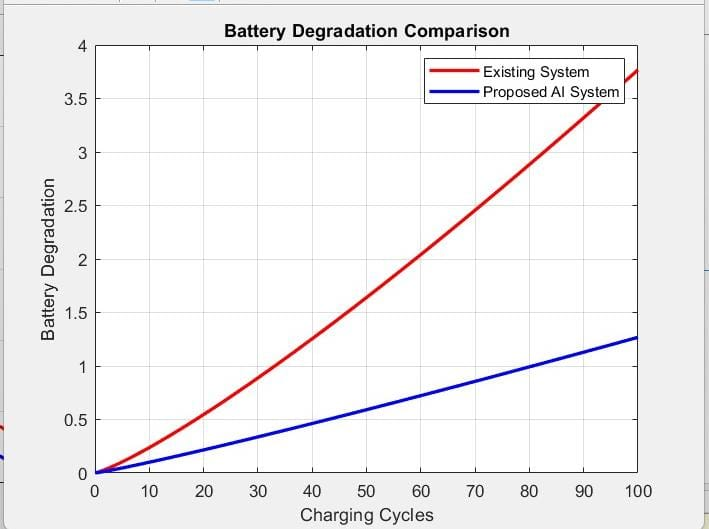 Battery Degradation Comparison
4
3.5
3
2.5
2
1.5
1
0.5
0
Battery Degradation
Existing System
Proposed AI System
0 10 20 30 40 50 60 70 80 90 100
Charging Cycles